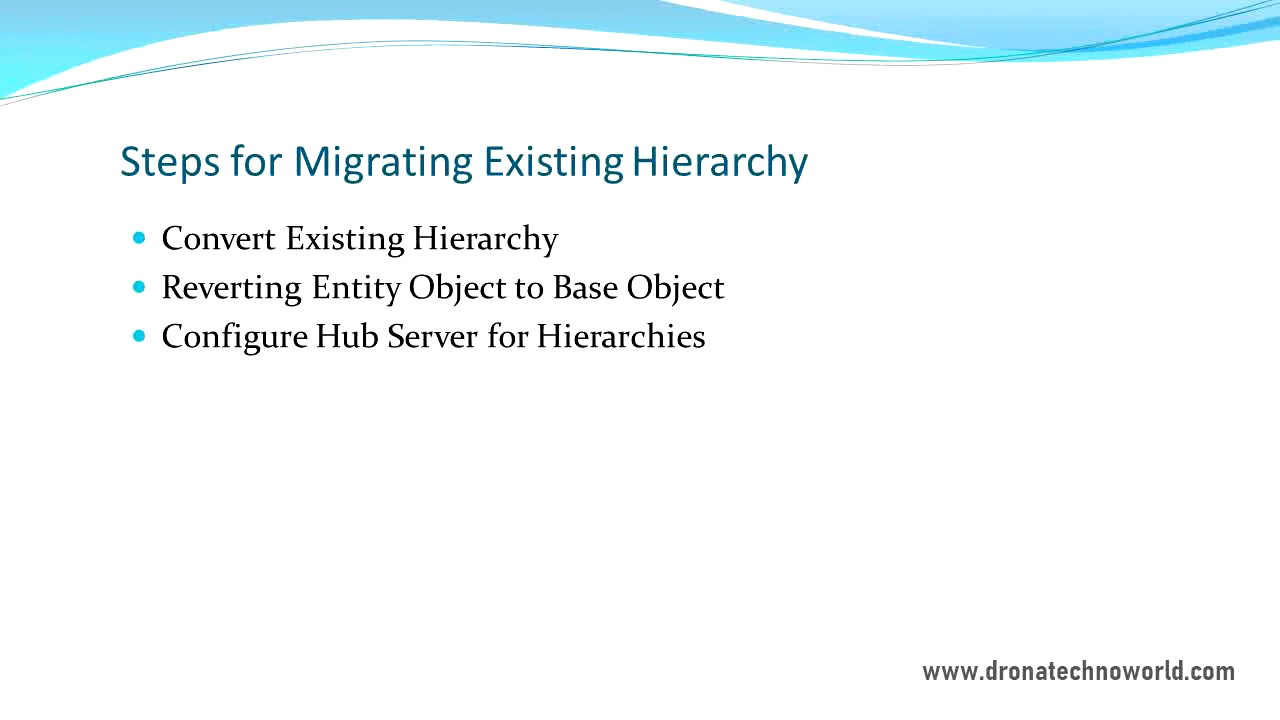 Steps for Migrating Existing Hierarchy
Convert Existing Hierarchy
Reverting Entity Object to Base Object
Configure Hub Server for Hierarchies
www.dronatechnoworld.com